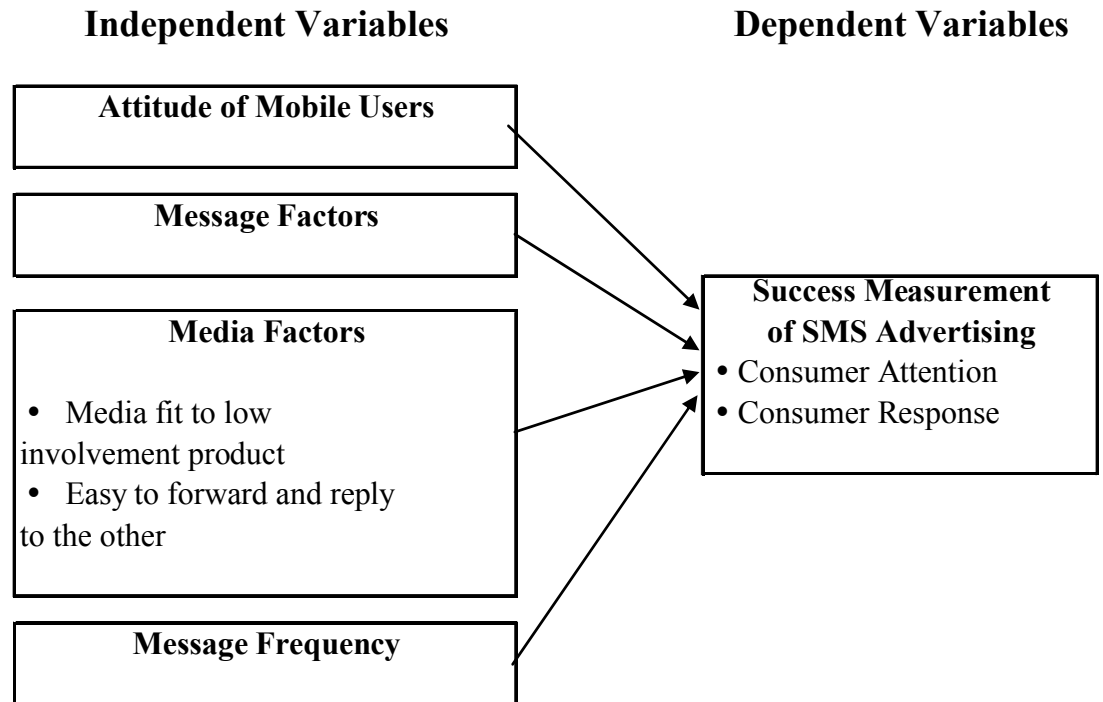 Independent Variables
Dependent Variables
Attitude of Mobile Users
Message Factors
Media Factors
• Media fit to low
involvement product
• Easy to forward and reply
to the other
Message Frequency
Success Measurement
of SMS Advertising
• Consumer Attention
• Consumer Response